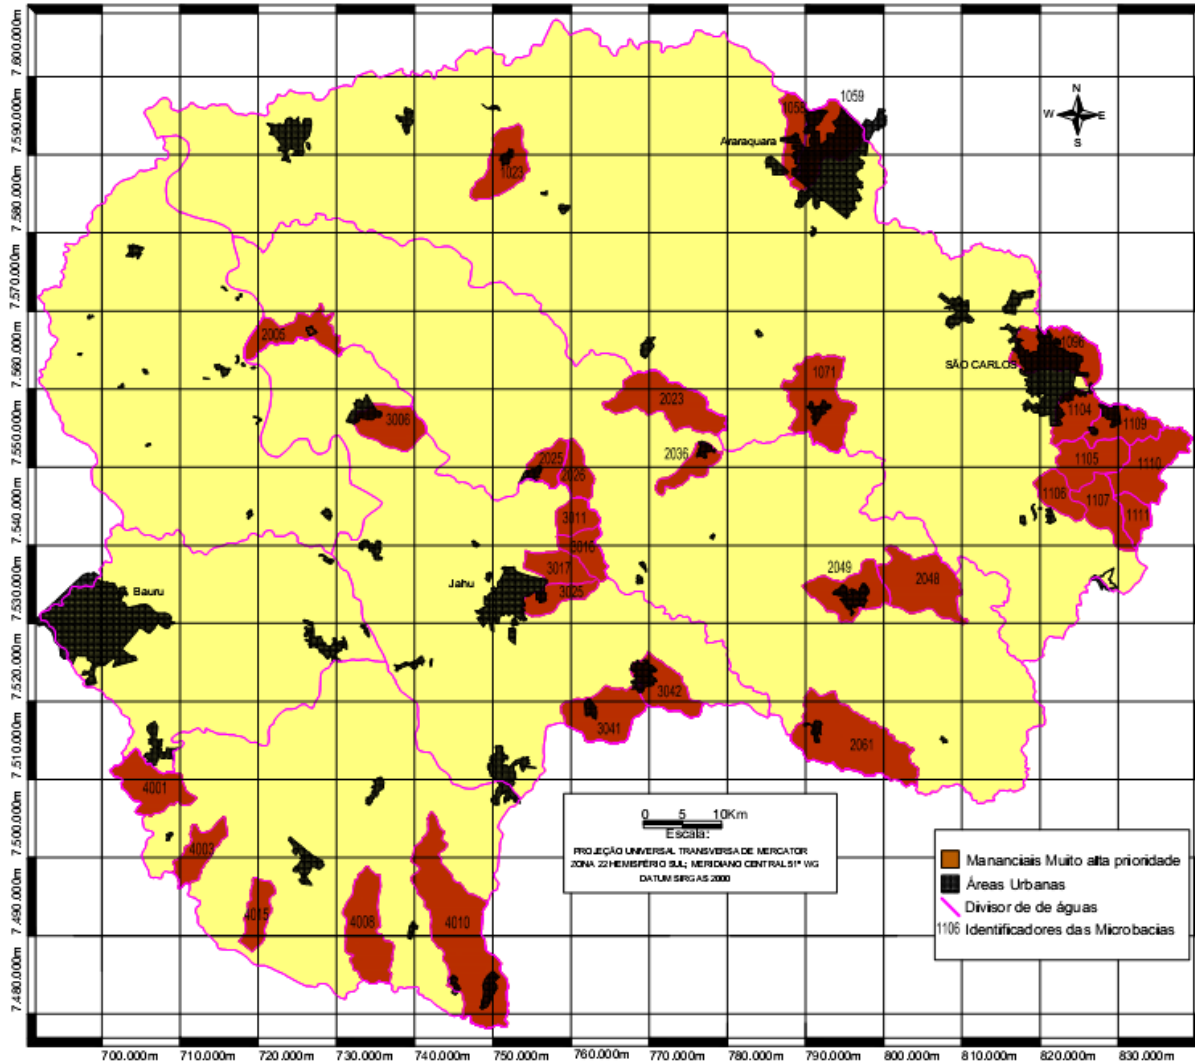 7.600.000m
7.590.000m
7.580.000m
7.570.000m
7.560.000m
7.550.000m
7.540.000m
7.530.000m
7.520.000m
7.510.000m
7.500.000m
7.490.000m
7.480.000m
N
W E
S
1058
1059
Araraquara
1023
2005
1096
SÃO CARLOS
1071
2023
3006
1104
1109
2036
2025
2026
1105
1110
1106
1107
1111
3011
3016
3017
3025
2049
2048
Jahu
Bauru
3042
3041
2061
4001
4003
4015
4008
4010
0 5 10Km
Escala:
PROJEÇÃO UNIVERSAL TRANSVERSA DE MERCATOR
ZONA 22 HEMISFÉRIO SUL; MERIDIANO CENTRAL 51° WG
DATUM SIRGAS 2000
Mananciais Muito alta prioridade
Áreas Urbanas
Divisor de de águas
1106 Identificadores das Microbacias
700.000m 710.000m 720.000m 730.000m 740.000m 750.000m 760.000m 770.000m 780.000m 790.000m 800.000m 810.000m 820.000m 830.000m